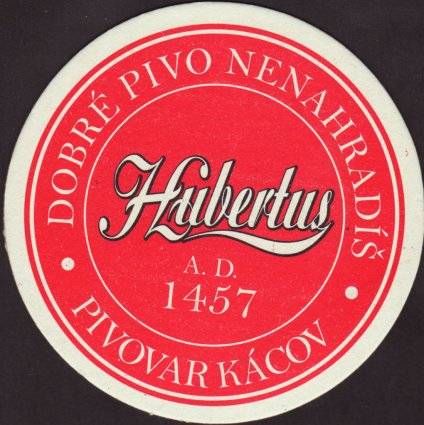 DOBRÉ PIVO NENAHRADÍŠ
Hubertus
A. D.
1457
PIVOVAR KÁCOV